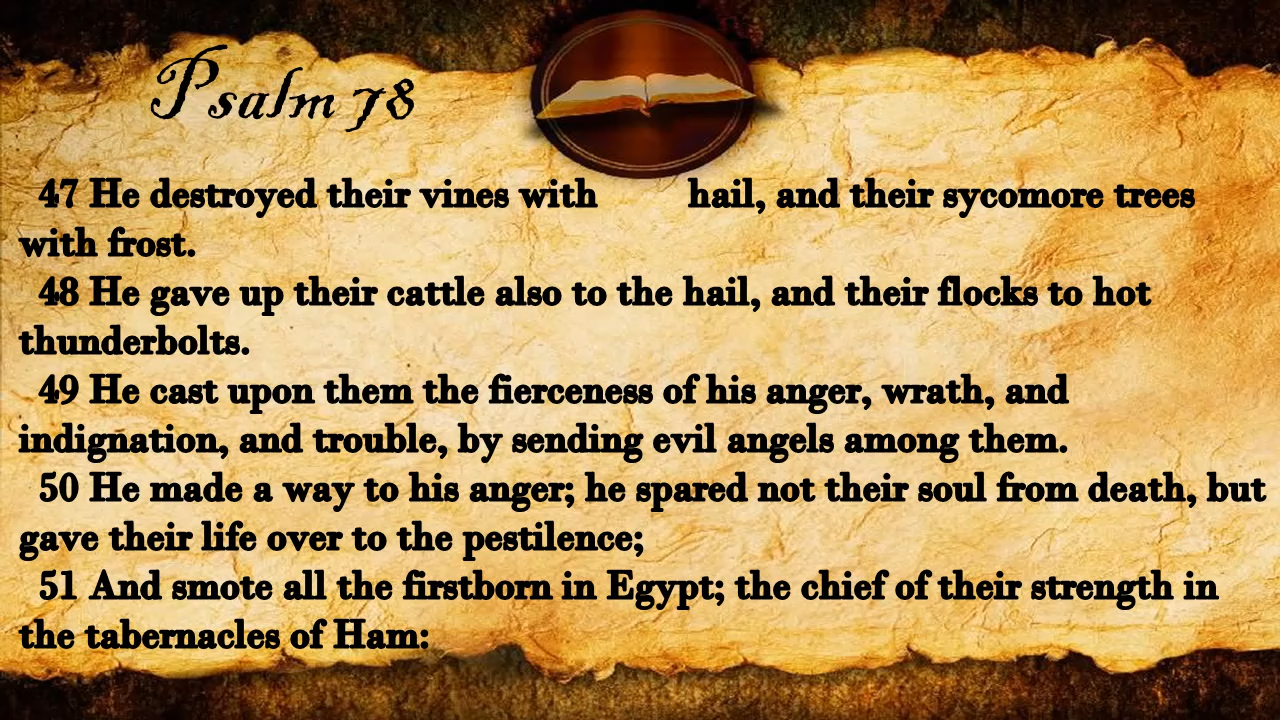 Psalm 78
47 He destroyed their vines with hail, and their sycomore trees
with frost.
48 He gave up their cattle also to the hail, and their flocks to hot
thunderbolts.
49 He cast upon them the fierceness of his anger, wrath, and
indignation, and trouble, by sending evil angels among them.
50 He made a way to his anger; he spared not their soul from death, but
gave their life over to the pestilence;
51 And smote all the firstborn in Egypt; the chief of their strength in
the tabernacles of Ham: